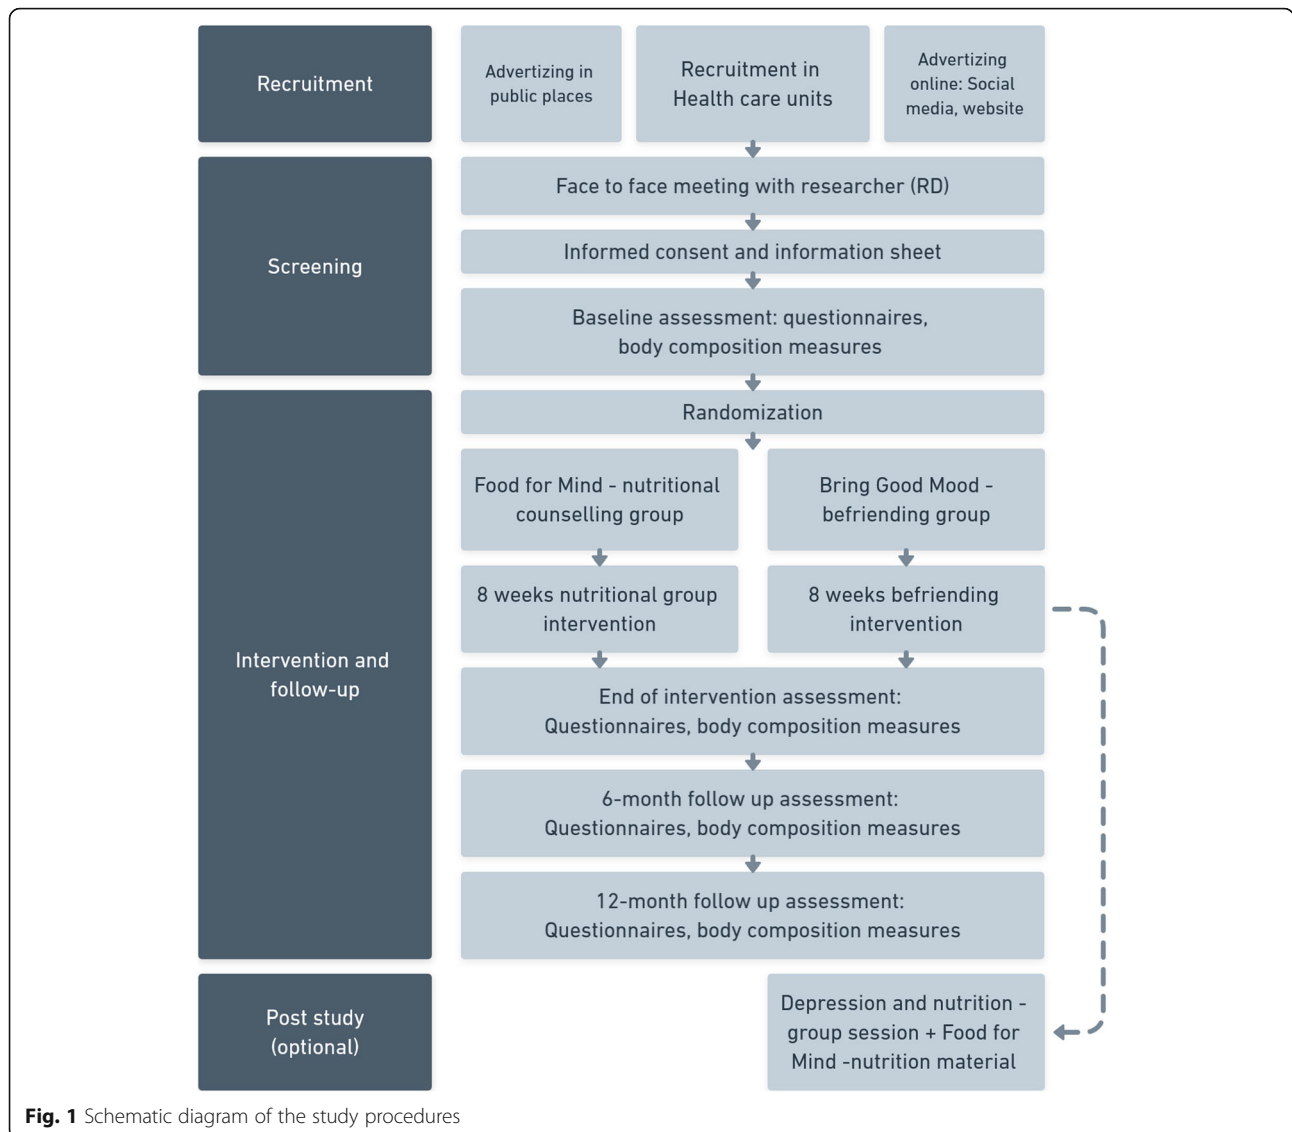 Recruitment
Advertizing in
public places
Recruitment in
Health care units
Advertizing
online: Social
media, website
Screening
Face to face meeting with researcher (RD)
Informed consent and information sheet
Baseline assessment: questionnaires,
body composition measures
Intervention and
follow-up
Randomization
Food for Mind - nutritional
counselling group
Bring Good Mood -
befriending group
8 weeks nutritional group
intervention
8 weeks befriending
intervention
End of intervention assessment:
Questionnaires, body composition measures
6-month follow up assessment:
Questionnaires, body composition measures
12-month follow up assessment:
Questionnaires, body composition measures
Post study
(optional)
Depression and nutrition -
group session + Food for
Mind -nutrition material
Fig. 1 Schematic diagram of the study procedures